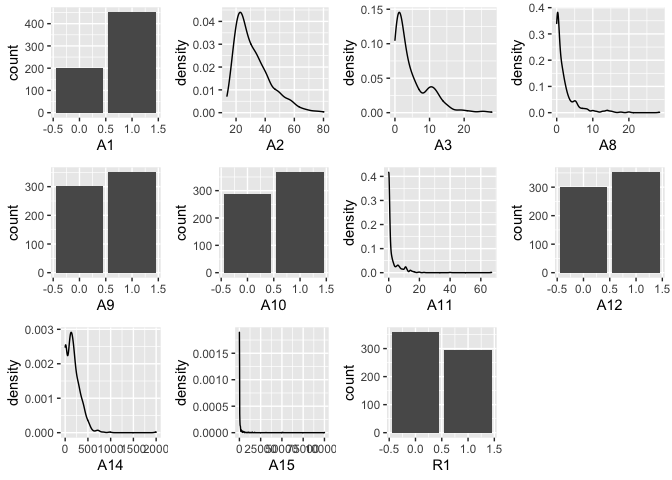 count
400
300
200
100
0
-0.5 0.0 0.5 1.0 1.5
A1
density
0.04
0.03
0.02
0.01
0.00
20 40 60 80
A2
density
0.15
0.10
0.05
0.00
0 10 20
A3
density
0.4
0.3
0.2
0.1
0.0
0 10 20
A8
count
300
200
100
0
-0.5 0.0 0.5 1.0 1.5
A9
count
300
200
100
0
-0.5 0.0 0.5 1.0 1.5
A10
density
0.4
0.3
0.2
0.1
0.0
0 20 40 60
A11
count
300
200
100
0
-0.5 0.0 0.5 1.0 1.5
A12
density
0.003
0.002
0.001
0.000
0 500 1000 1500 2000
A14
density
0.0015
0.0010
0.0005
0.0000
0 25000 50000 75000 100000
A15
count
300
200
100
0
-0.5 0.0 0.5 1.0 1.5
R1